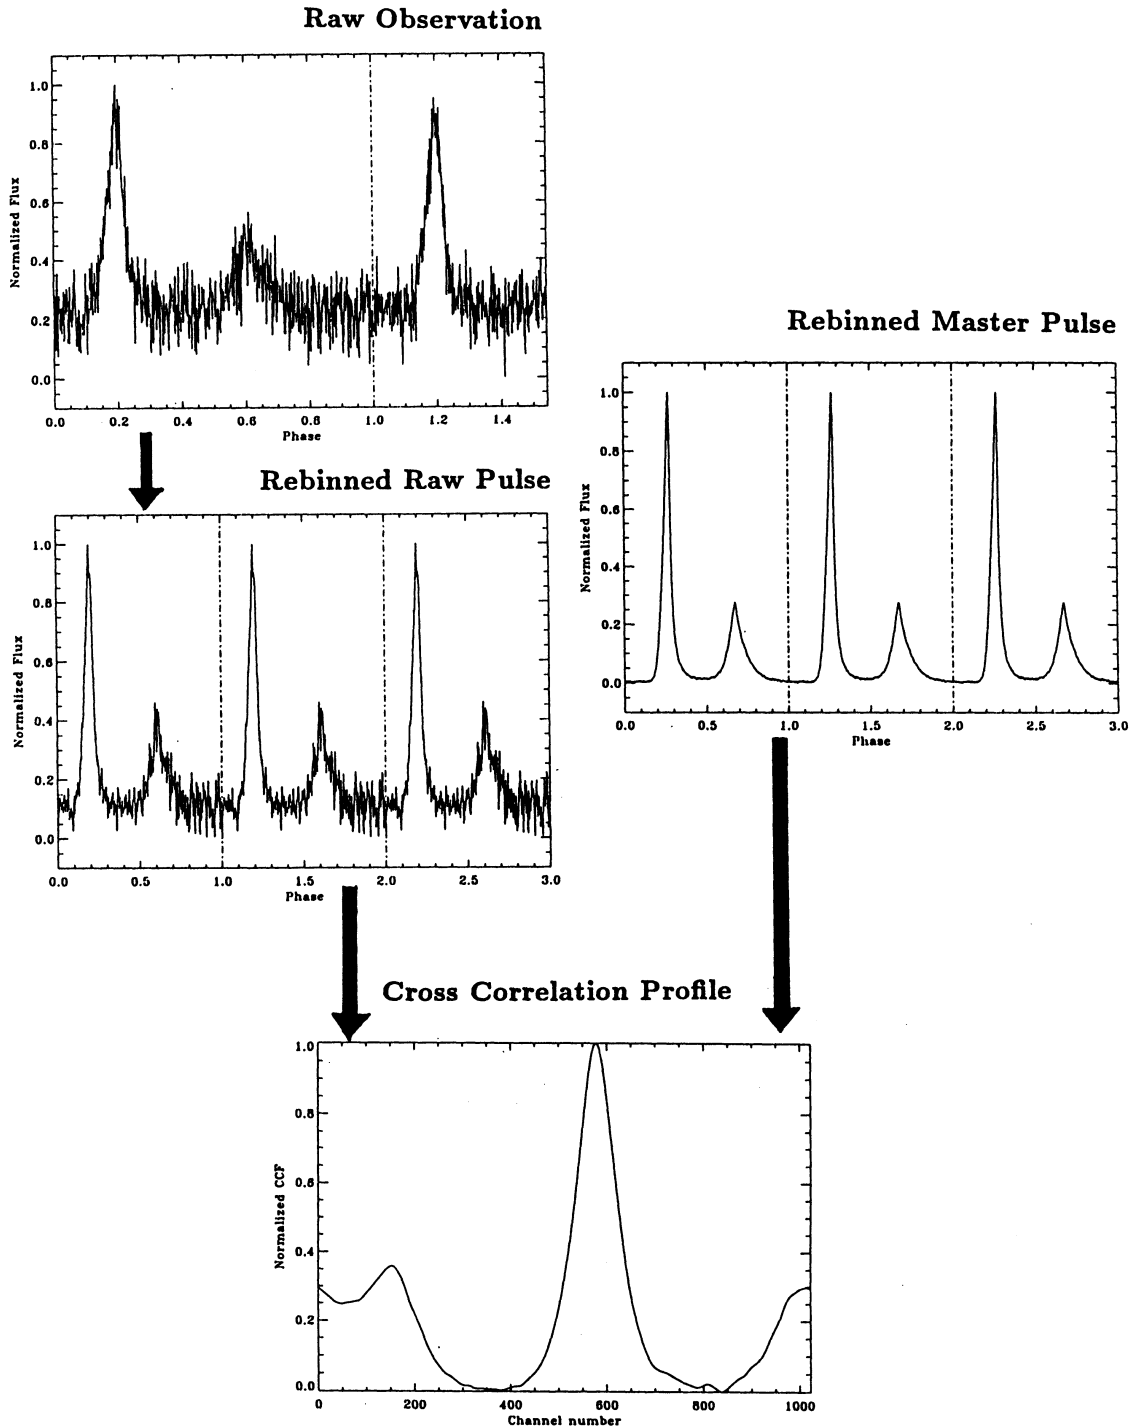 Raw Observation
1.0
0.8
0.6
0.4
0.2
0.0
Normalized Flux
0.0 0.2 0.4 0.6 0.8 1.0 1.2 1.4
Phase
Rebinned Master Pulse
1.0
0.8
0.6
0.4
0.2
0.0
Normalized Flux
0.0 0.5 1.0 1.5 2.0 2.5 3.0
Phase
Rebinned Raw Pulse
1.0
0.8
0.6
0.4
0.2
0.0
Normalized Flux
0.0 0.5 1.0 1.5 2.0 2.5 3.0
Phase
Cross Correlation Profile
1.0
0.8
0.6
0.4
0.2
0.0
Normalized CCF
0 200 400 600 800 1000
Channel number